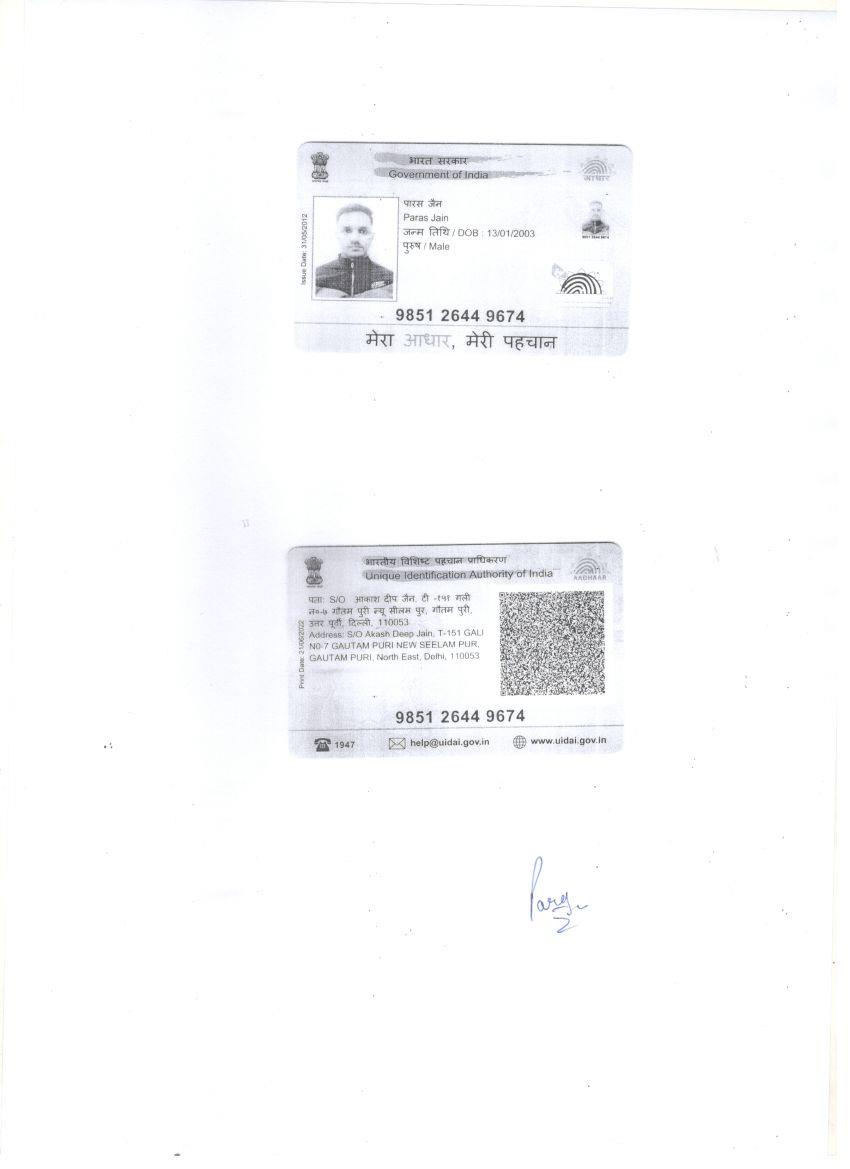 भारत सरकार
Government of India
आधार
Issue Date: 31/05/2012
पारस जैन
Paras Jain
जन्म तिथि / DOB : 13/01/2003
पुरुष / Male
9851 2644 9674
9851 2644 9674
मेरा आधार, मेरी पहचान
भारतीय विशिष्ट पहचान प्राधिकरण
Unique Identification Authority of India
AADHAAR
Print Date: 21/06/2022
पता: S/O आकाश दीप जैन, टी -१५१ गली
न०-७ गौतम पुरी न्यू सीलम पुर, गौतम पुरी,
उत्तर पूर्वी, दिल्ली, 110053
Address: S/O Akash Deep Jain, T-151 GALI
N0-7 GAUTAM PURI NEW SEELAM PUR,
GAUTAM PURI, North East, Delhi, 110053
9851 2644 9674
1947
help@uidai.gov.in
www.uidai.gov.in